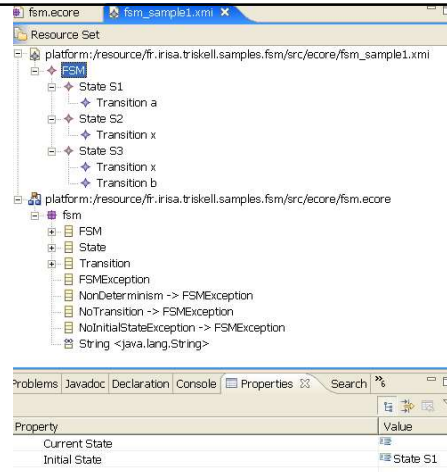 fsm.ecore fsm_sample1.xmi
Resource Set
platform:/resource/fr.irisa.triskell.samples.fsm/src/ecore/fsm_sample1.xmi
FSM
State S1
Transition a
State S2
Transition x
State S3
Transition x
Transition b
platform:/resource/fr.irisa.triskell.samples.fsm/src/ecore/fsm.ecore
fsm
FSM
State
Transition
FSMException
NonDeterminism -> FSMException
NoTransition -> FSMException
NoInitialStateException -> FSMException
String <java.lang.String>
Problems Javadoc Declaration Console Properties Search
Property Value
Current State
Initial State State S1